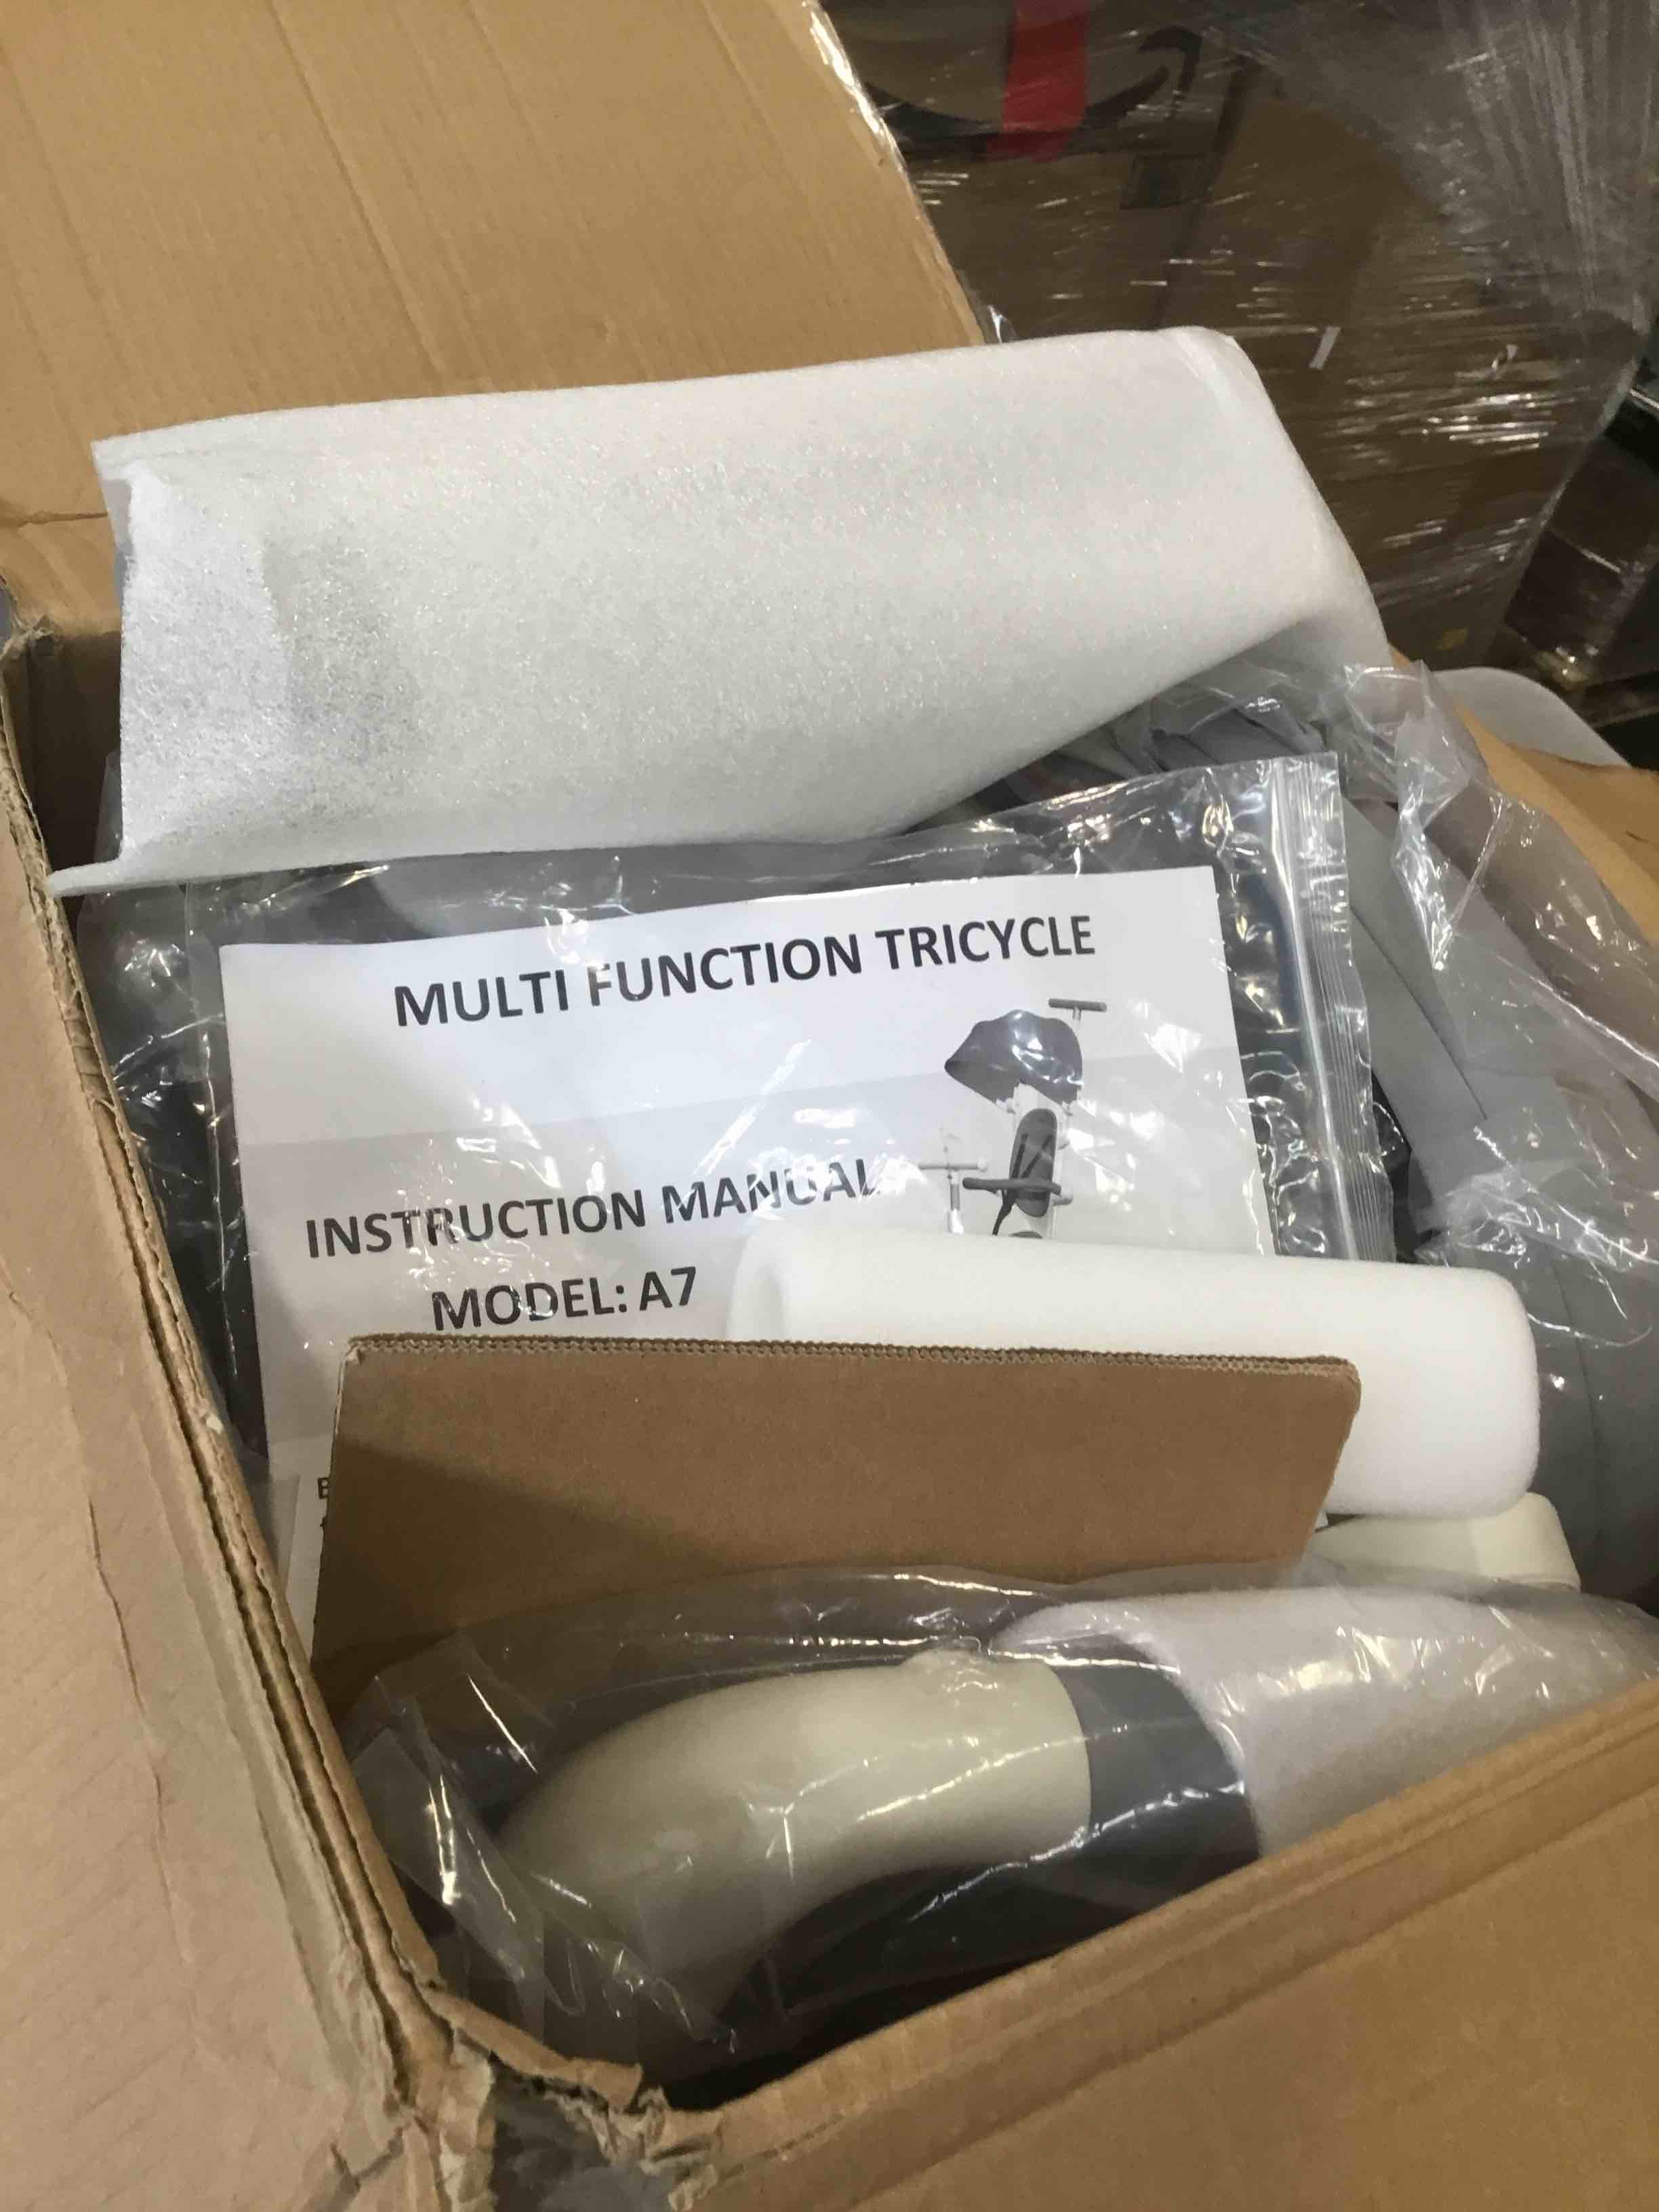 MULTI FUNCTION TRICYCLE
INSTRUCTION MANUAL
MODEL: A7